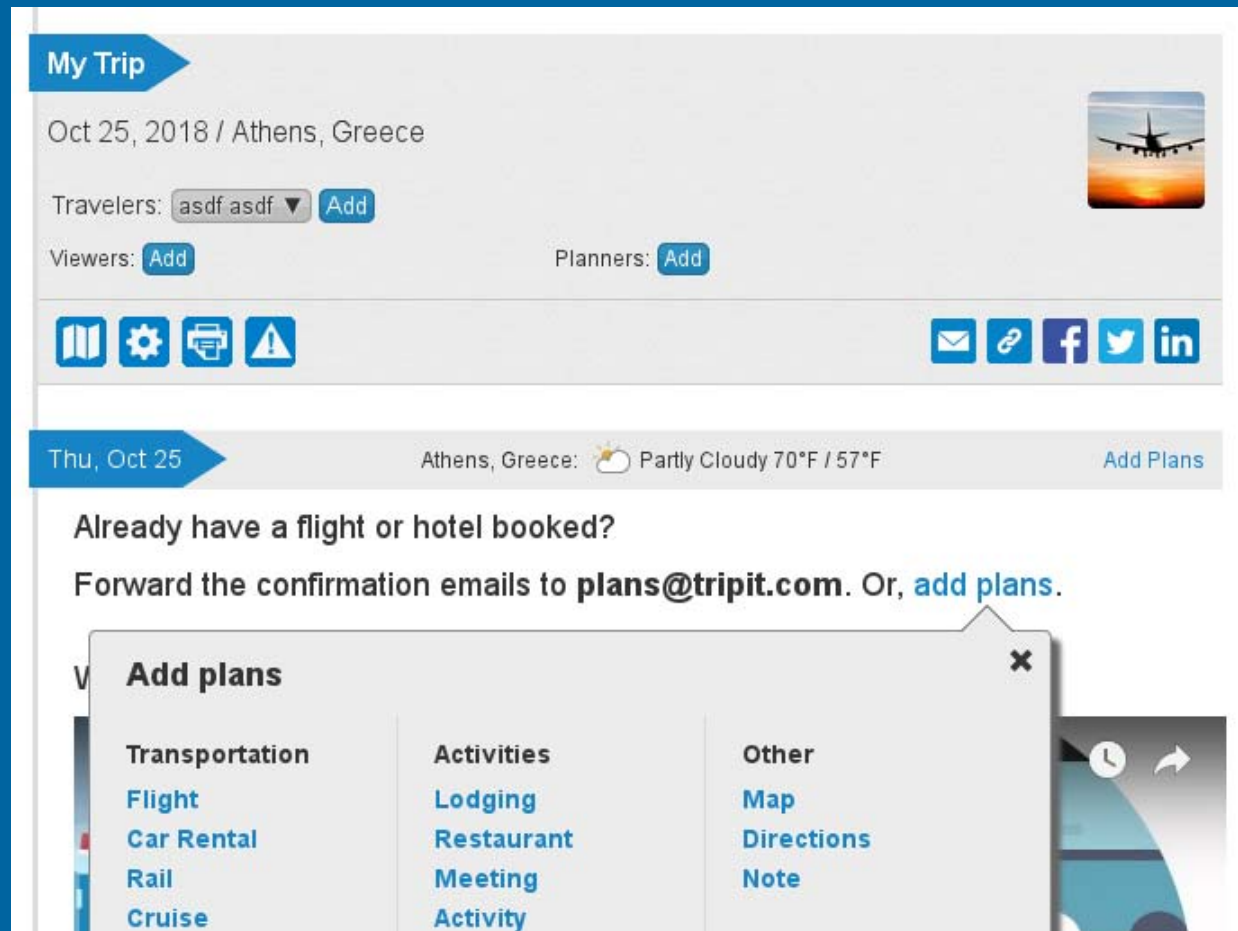 My Trip
Oct 25, 2018 / Athens, Greece
Travelers: asdf asdf ▼ Add
Viewers: Add Planners: Add
f in
Thu, Oct 25 Athens, Greece: Partly Cloudy 70°F / 57°F Add Plans
Already have a flight or hotel booked?
Forward the confirmation emails to plans@tripit.com. Or, add plans.
Add plans
Transportation Activities Other
Flight Lodging Map
Car Rental Restaurant Directions
Rail Meeting Note
Cruise Activity